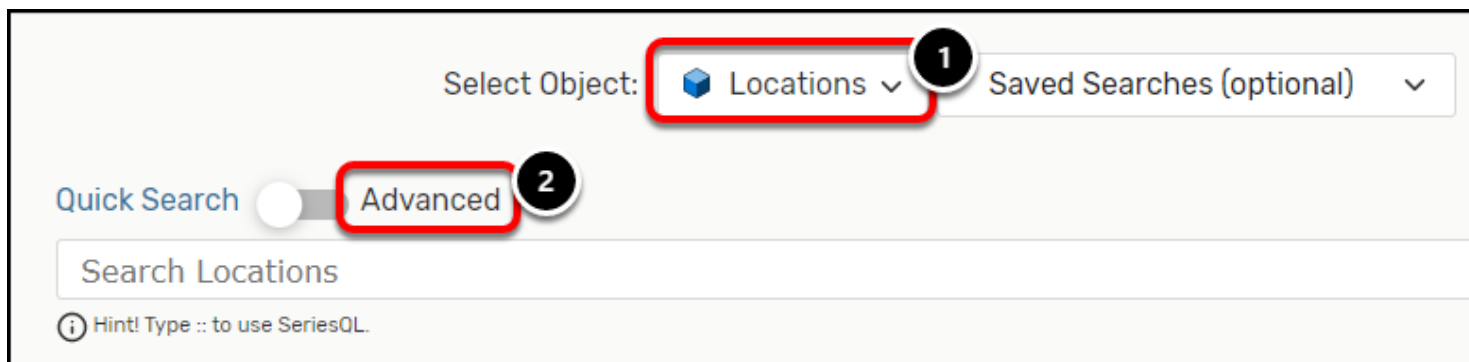 Select Object: Locations 1 Saved Searches (optional)
Quick Search Advanced 2
Search Locations
Hint! Type :: to use SeriesQL.